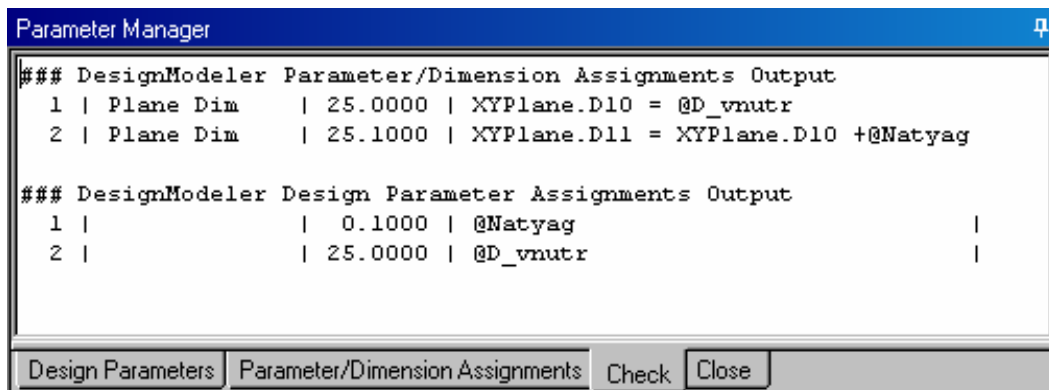 Parameter Manager
### DesignModeler Parameter/Dimension Assignments Output
1 | Plane Dim | 25.0000 | XYPlane.D10 = @D_vnutr
2 | Plane Dim | 25.1000 | XYPlane.D11 = XYPlane.D10 +@Natyag
### DesignModeler Design Parameter Assignments Output
1 | | 0.1000 | @Natyag |
2 | | 25.0000 | @D_vnutr |
Design Parameters Parameter/Dimension Assignments Check Close